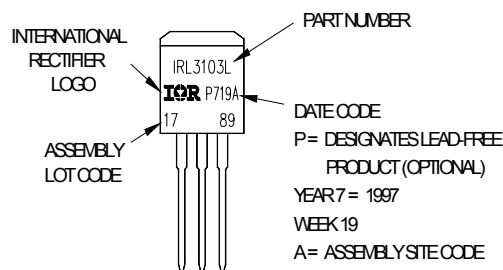 INTERNATIONAL
RECTIFIER
LOGO
ASSEMBLY
LOT CODE
IRL3103L
IOR P719A
17 89
PART NUMBER
DATE CODE
P = DESIGNATES LEAD-FREE
PRODUCT (OPTIONAL)
YEAR 7 = 1997
WEEK 19
A = ASSEMBLY SITE CODE